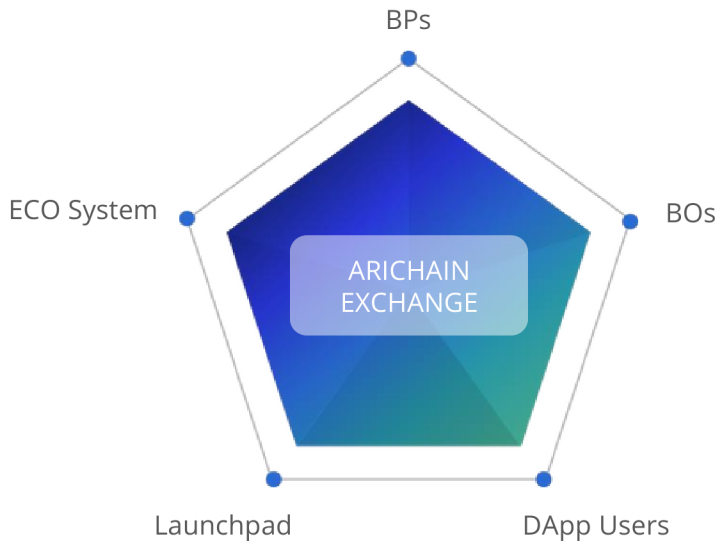 BPs
ECO System
BOs
ARICHAIN
EXCHANGE
Launchpad
DApp Users